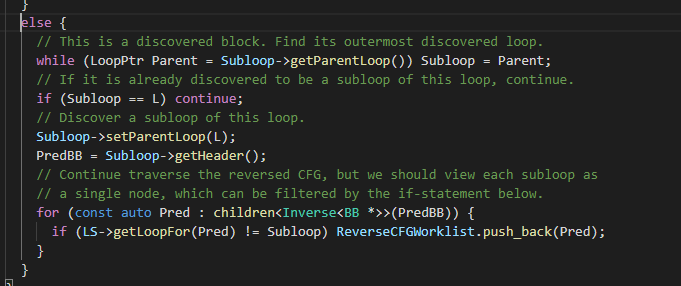 }
else {
// This is a discovered block. Find its outermost discovered loop.
while (LoopPtr Parent = Subloop->getParentLoop()) Subloop = Parent;
// If it is already discovered to be a subloop of this loop, continue.
if (Subloop == L) continue;
// Discover a subloop of this loop.
Subloop->setParentLoop(L);
PredBB = Subloop->getHeader();
// Continue traverse the reversed CFG, but we should view each subloop as
// a single node, which can be filtered by the if-statement below.
for (const auto Pred : children<Inverse<BB *>>(PredBB)) {
if (LS->getLoopFor(Pred) != Subloop) ReverseCFGWorklist.push_back(Pred);
}
}